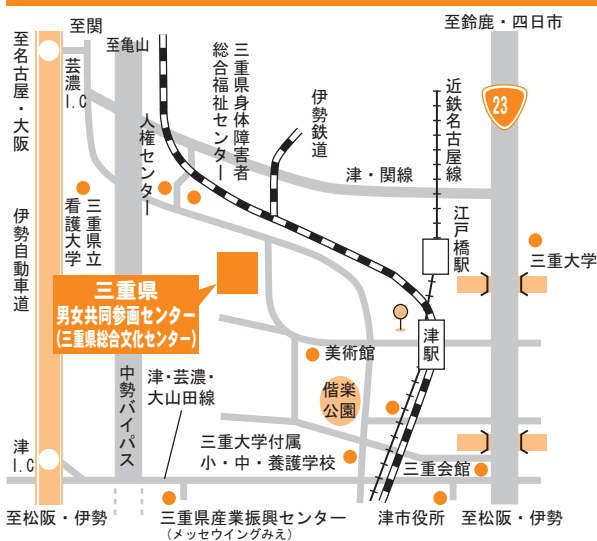 至鈴鹿・四日市
至関
至亀山
至名古屋・大阪
芸濃
I.C
人権センター
三重県身体障害者
総合福祉センター
伊勢鉄道
近鉄名古屋線
23
津・関線
江戸橋駅
三重大学
三重県立
看護大学
伊勢自動車道
三重県
男女共同参画センター
(三重県総合文化センター)
津駅
美術館
偕楽
公園
中勢バイパス
津・芸濃・
大山田線
津
I.C
三重大学付属
小・中・養護学校
三重会館
至松阪・伊勢
三重県産業振興センター
(メッセウイングみえ)
津市役所
至松阪・伊勢